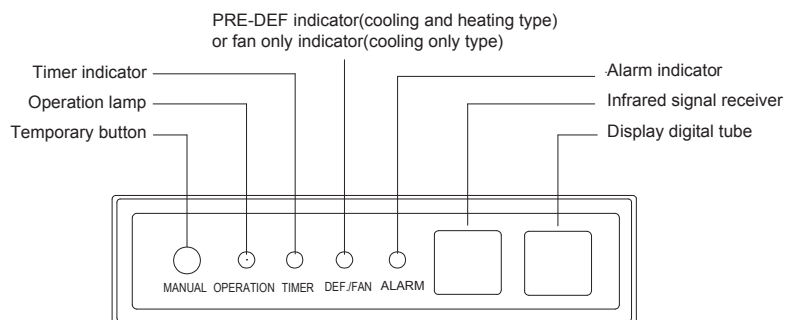 PRE-DEF indicator(cooling and heating type)
or fan only indicator(cooling only type)
Timer indicator
Alarm indicator
Operation lamp
Infrared signal receiver
Temporary button
Display digital tube
MANUAL OPERATION TIMER DEF./FAN ALARM